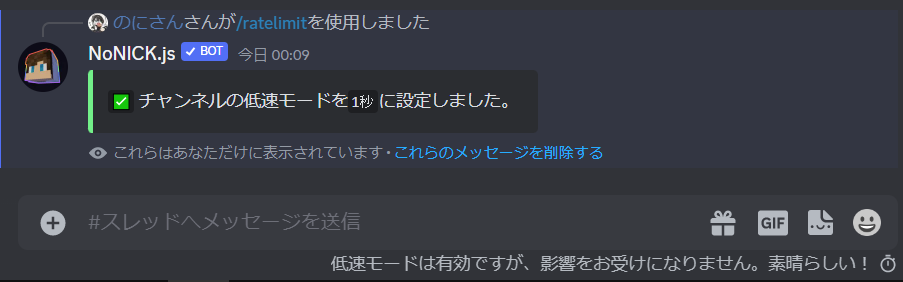 のにさんさんが/ratelimitを使用しました
NoNICK.js ✓ BOT 今日 00:09
✅ チャンネルの低速モードを1秒に設定しました。
これらはあなただけに表示されています • これらのメッセージを削除する
#スレッドへメッセージを送信
GIF
低速モードは有効ですが、影響をお受けになりません。素晴らしい！